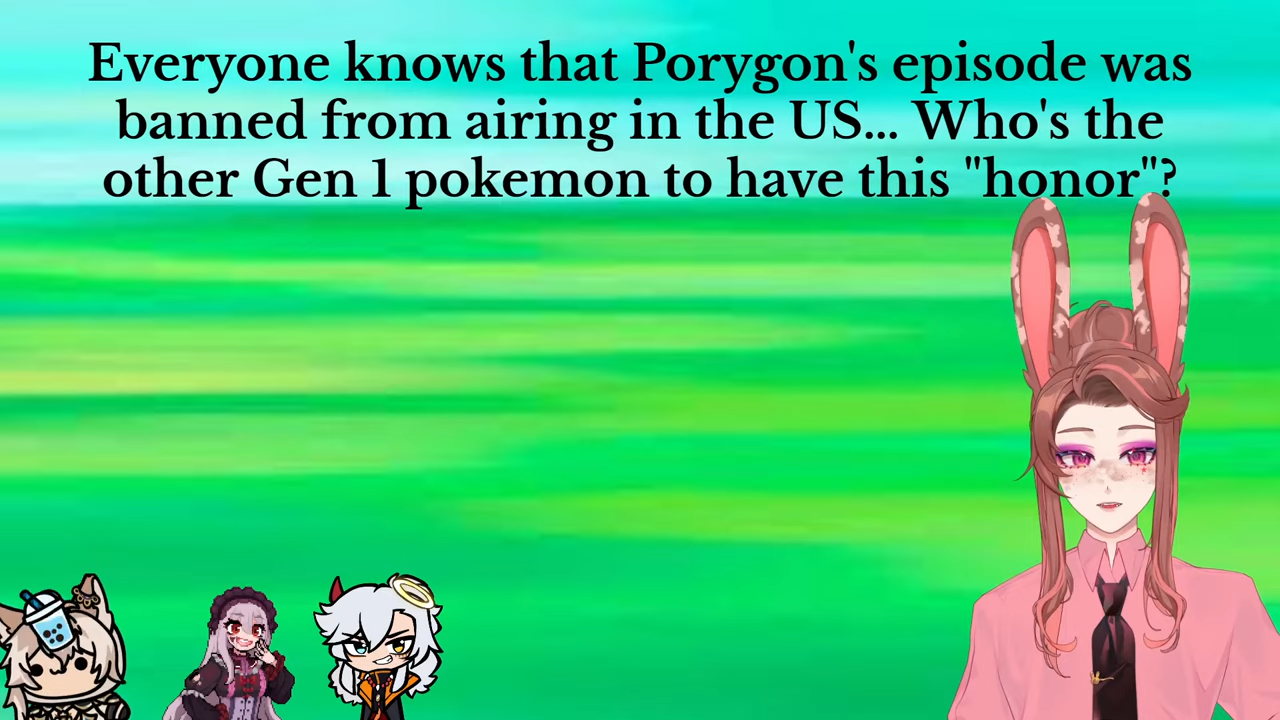 Everyone knows that Porygon's episode was
banned from airing in the US... Who's the
other Gen 1 pokemon to have this "honor"?